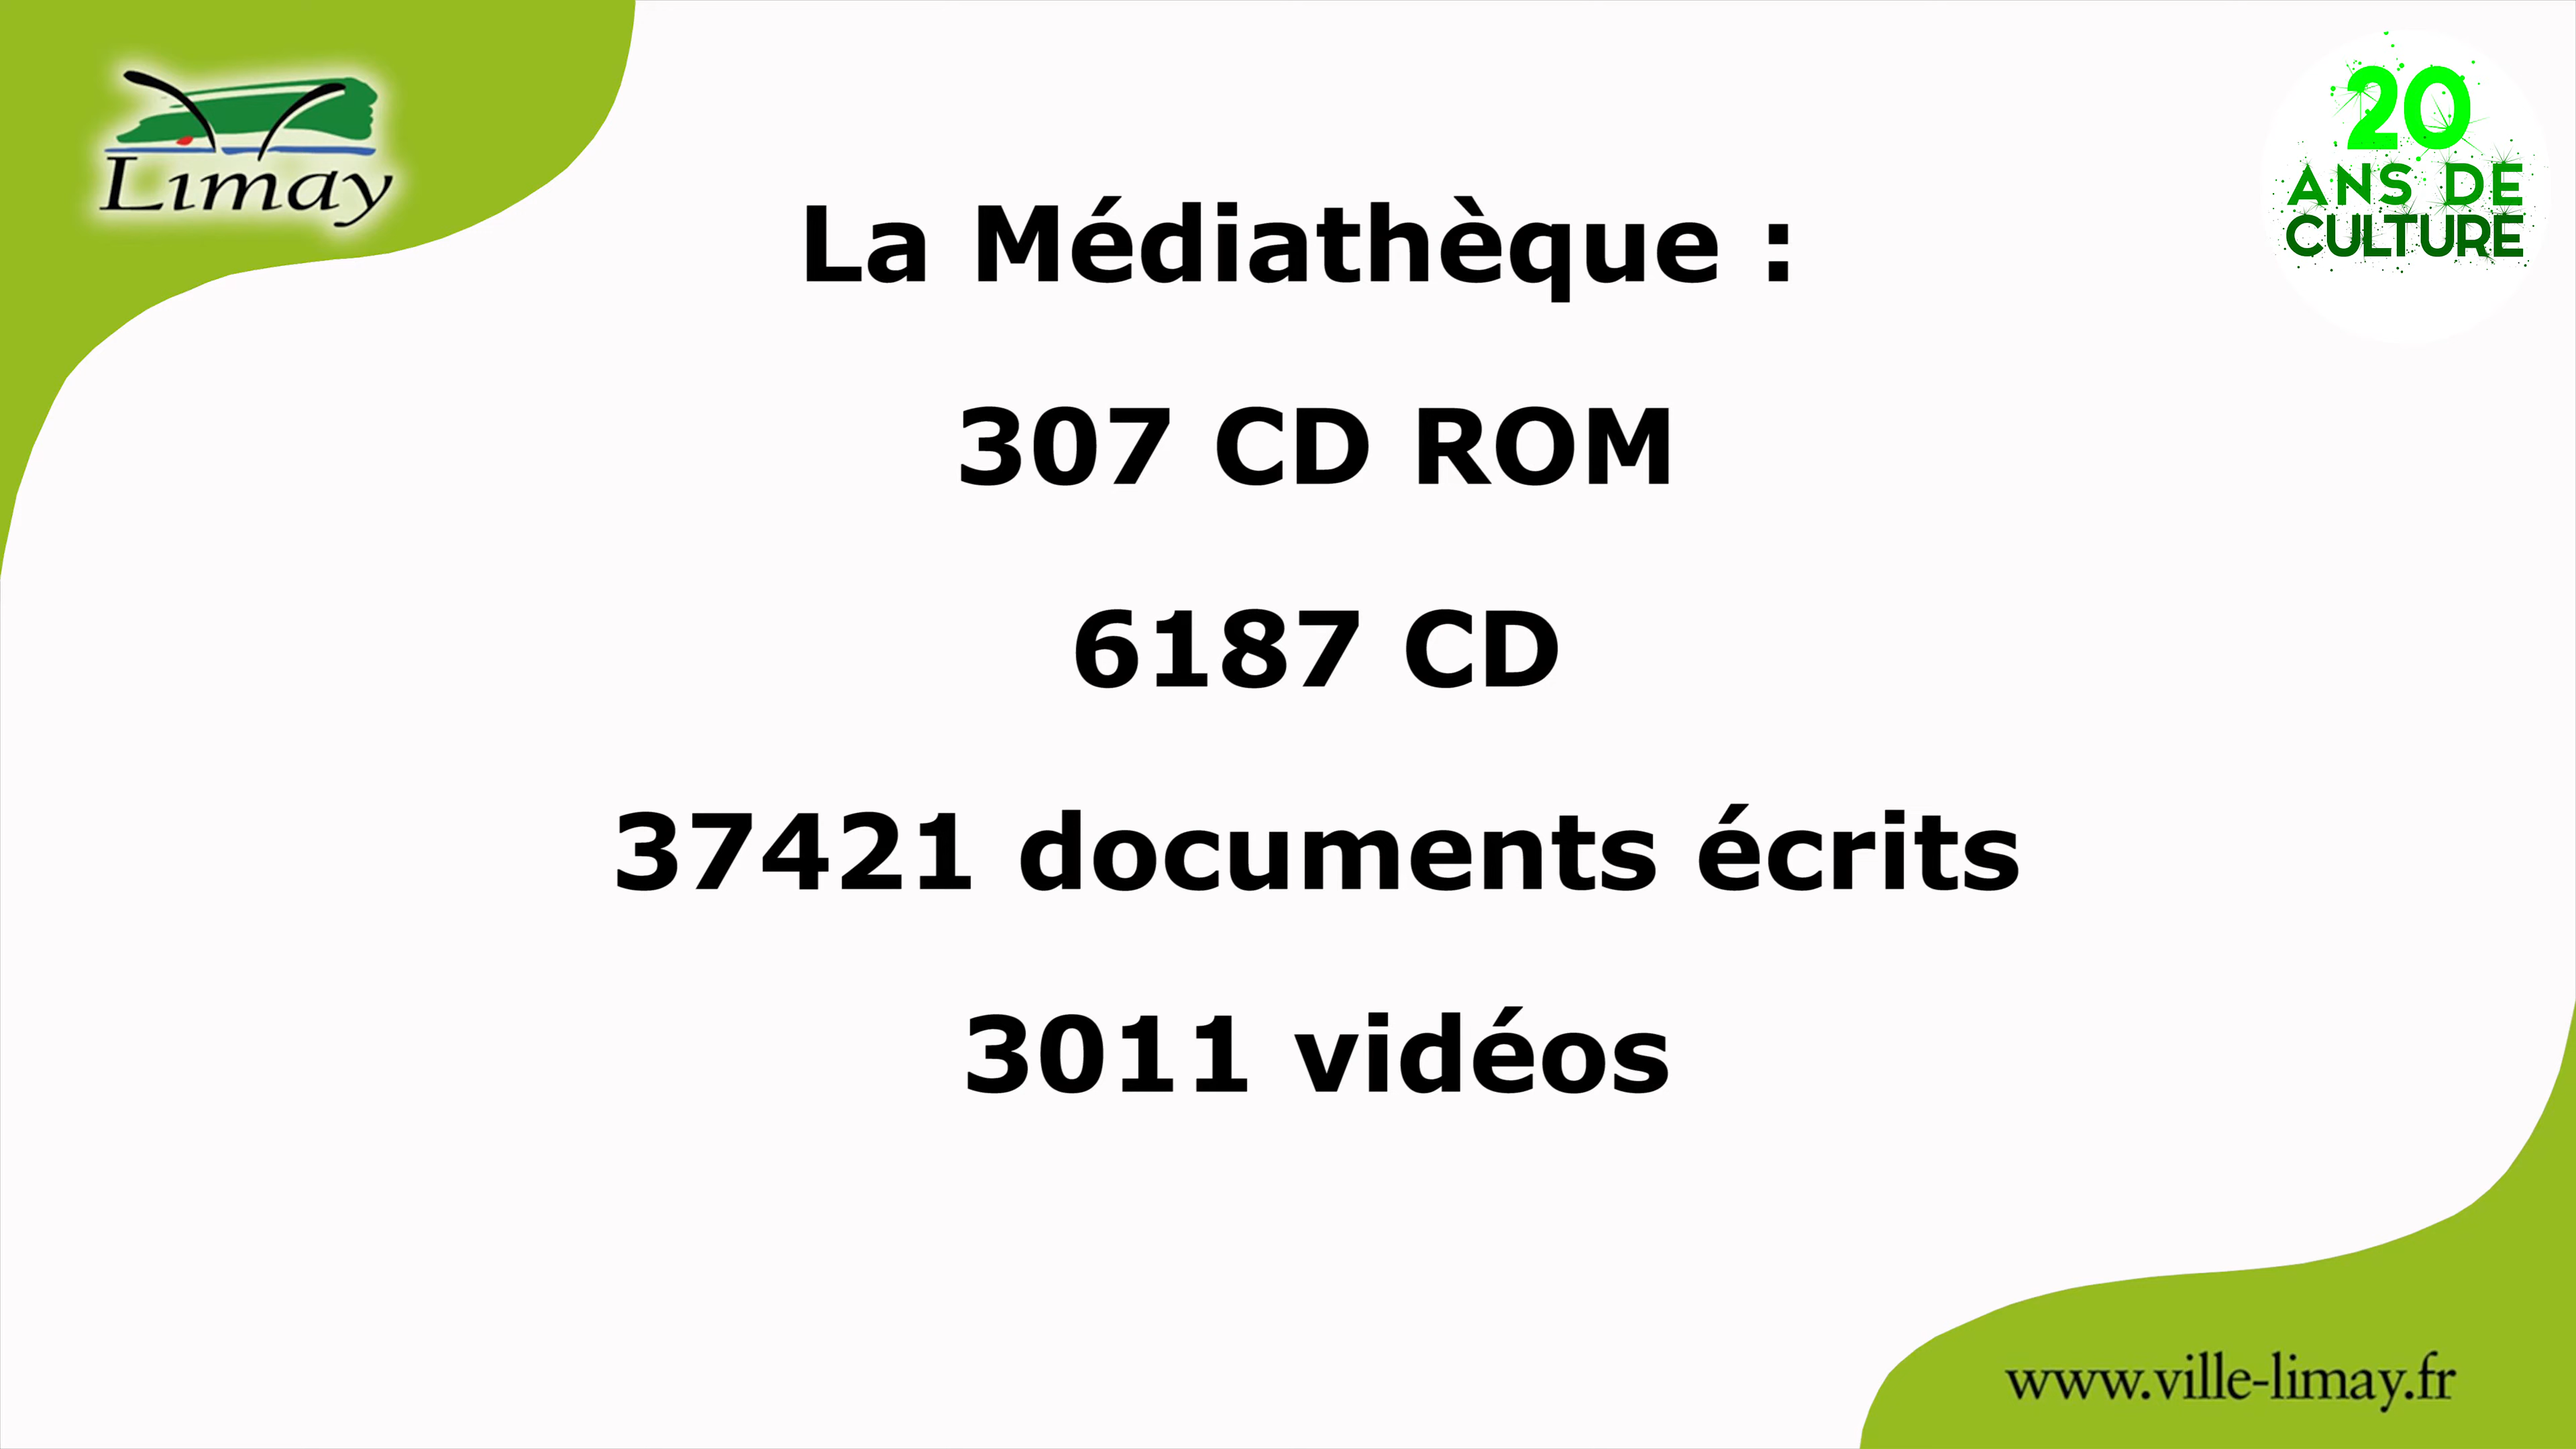 Limay
20
ANS DE
CULTURE
La Médiathèque :
307 CD ROM
6187 CD
37421 documents écrits
3011 vidéos
www.ville-limay.fr